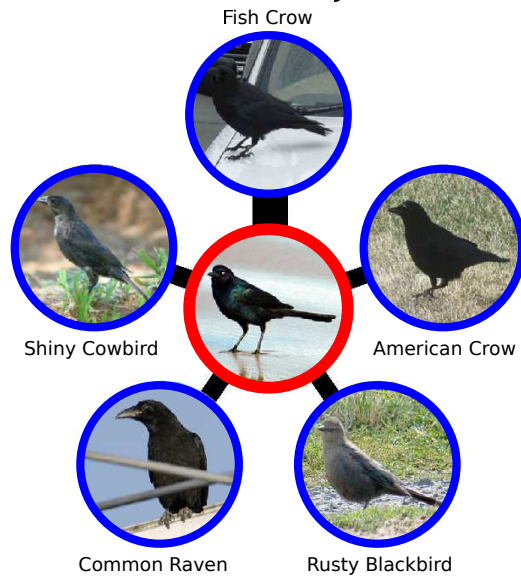 Fish Crow
Shiny Cowbird
American Crow
Common Raven
Rusty Blackbird